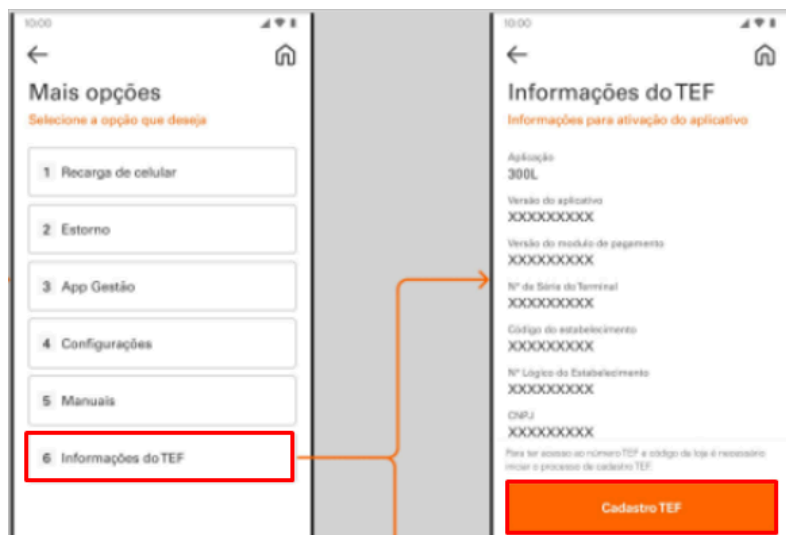 10:00
Mais opções
Selecione a opção que deseja
1 Recarga de celular
2 Estorno
3 App Gestão
4 Configurações
5 Manuais
6 Informações do TEF
10:00
Informações do TEF
Informações para ativação do aplicativo
Aplicação
300L
Versão do aplicativo
XXXXXXXXX
Versão do modulo de pagamento
XXXXXXXXX
N° de Série do Terminal
XXXXXXXXX
Código do estabelecimento
XXXXXXXXX
N° Lógico do Estabelecimento
XXXXXXXXX
CNPJ
XXXXXXXXX
Para ter acesso ao número TEF e código da loja é necessário
iniciar o processo de cadastro TEF.
Cadastro TEF